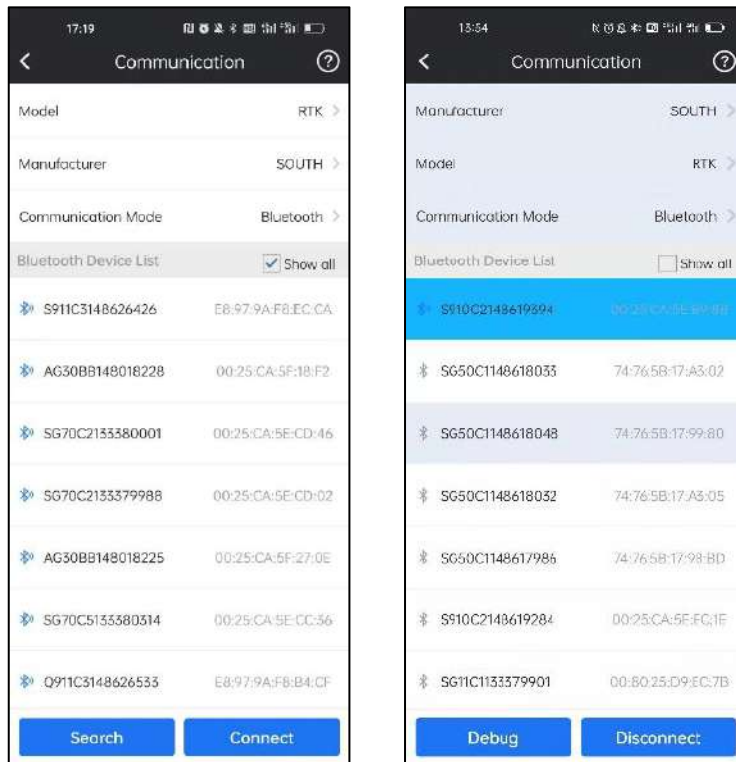 17:19
Communication
Model RTK
Manufacturer SOUTH
Communication Mode Bluetooth
Bluetooth Device List Show all
S911C3148626426 E8:97:9A:F8:EC:CA
AG30BB148018228 00:25:CA:5F:18:F2
SG70C2133380001 00:25:CA:5E:CD:46
SG70C2133379988 00:25:CA:5E:CD:02
AG30BB148018225 00:25:CA:5F:27:0E
SG70C5133380314 00:25:CA:5E:CC:36
Q911C3148626533 E8:97:9A:F8:B4:CF
Search Connect
13:54
Communication
Manufacturer SOUTH
Model RTK
Communication Mode Bluetooth
Bluetooth Device List Show all
S910C2148619394
SG50C1148618033 74:76:5B:17:A3:02
SG50C1148618048 74:76:5B:17:99:80
SG50C1148618032 74:76:5B:17:A3:05
SG50C1148617986 74:76:5B:17:98:BD
S910C2148619284 00:25:CA:5E:FC:1E
SG11C1133379901 00:80:25:D9:EC:7B
Debug Disconnect